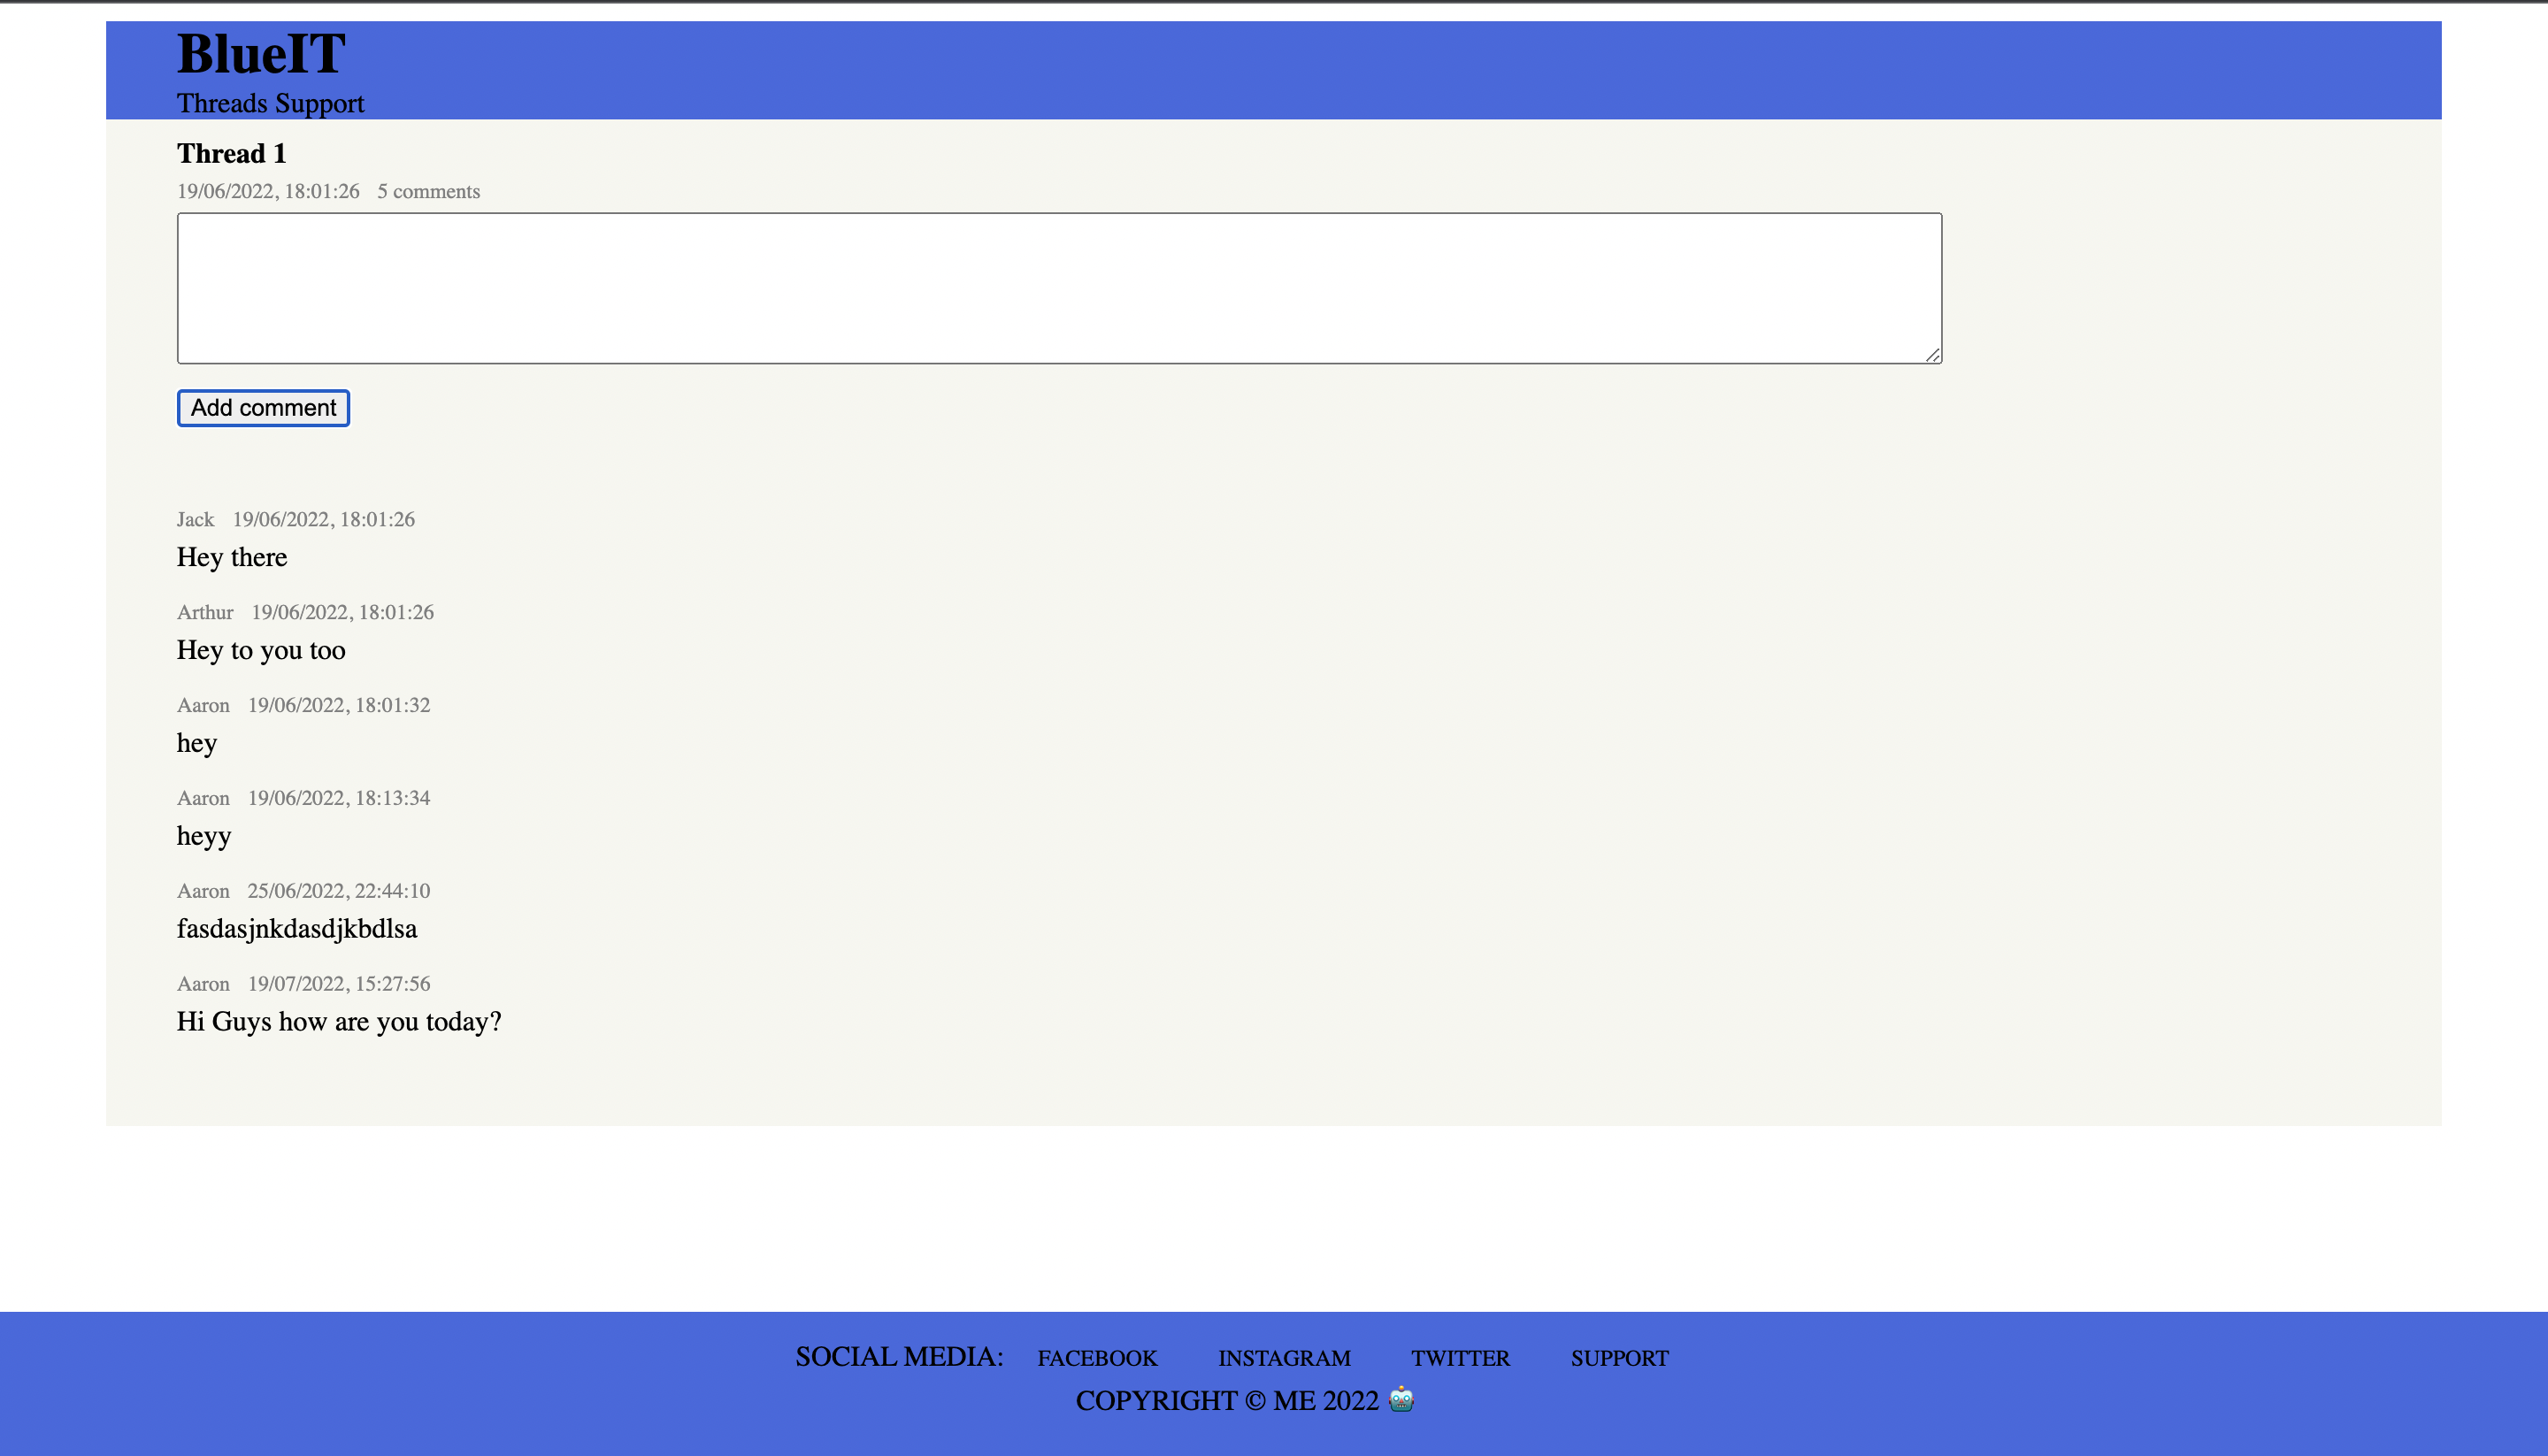 BlueIT
Threads Support
Thread 1
19/06/2022, 18:01:26 5 comments
Add comment
Jack 19/06/2022, 18:01:26
Hey there
Arthur 19/06/2022, 18:01:26
Hey to you too
Aaron 19/06/2022, 18:01:32
hey
Aaron 19/06/2022, 18:13:34
heyy
Aaron 25/06/2022, 22:44:10
fasdasjnkdasdjkbdlsa
Aaron 19/07/2022, 15:27:56
Hi Guys how are you today?
SOCIAL MEDIA: FACEBOOK INSTAGRAM TWITTER SUPPORT
COPYRIGHT © ME 2022 🤖